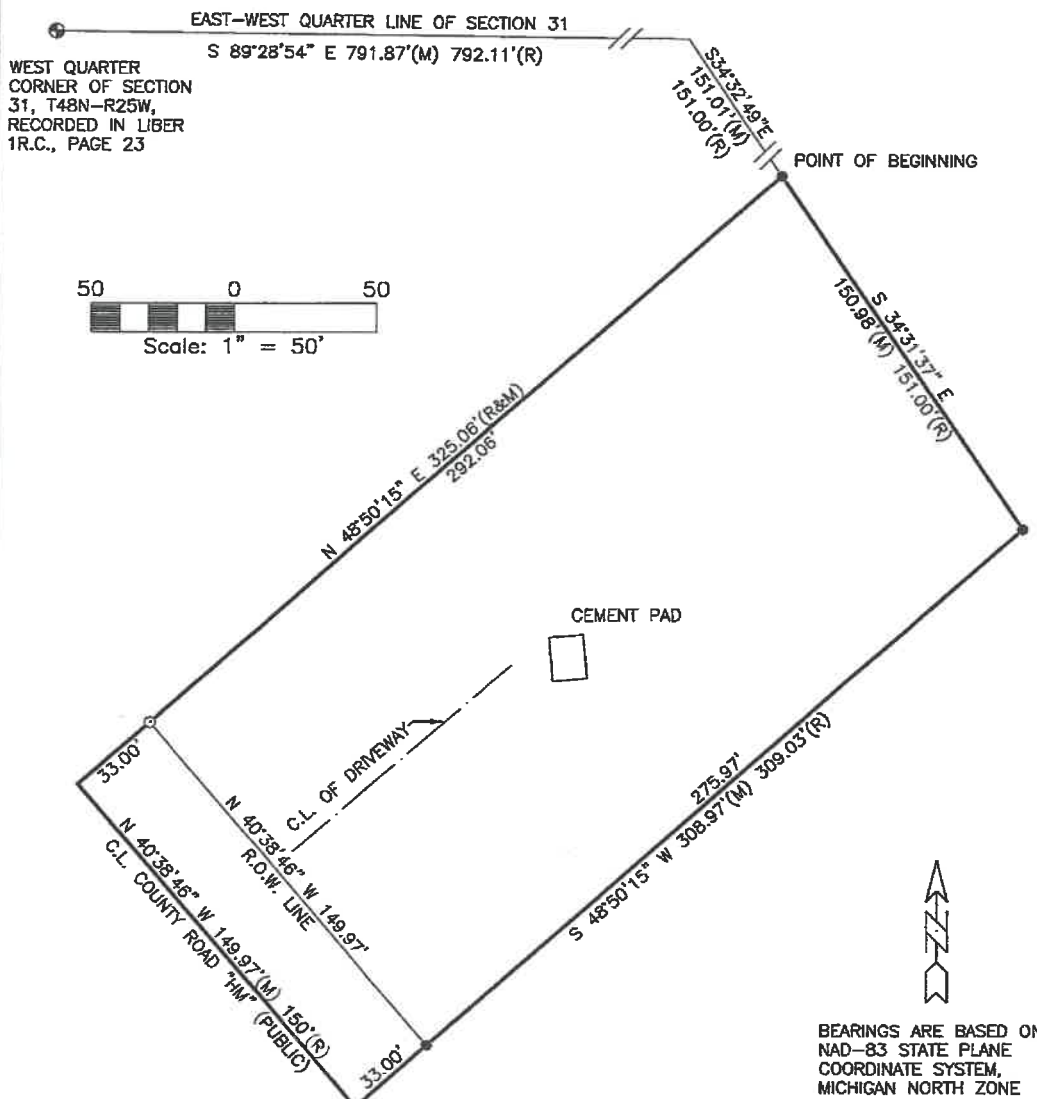 EAST-WEST QUARTER LINE OF SECTION 31
S 89°28'54" E 791.87'(M) 792.11'(R)
WEST QUARTER
CORNER OF SECTION
31, T48N-R25W,
RECORDED IN LIBER
1R.C., PAGE 23
S34°32'49"E
151.01'(M)
151.00'(R)
POINT OF BEGINNING
50 0 50
Scale: 1" = 50'
S 34°31'37" E
150.98'(M) 151.00'(R)
N 48°50'15" E 325.06'(R&M)
292.06'
CEMENT PAD
C.L. OF DRIVEWAY
33.00'
N 40°38'46" W 149.97'
R.O.W. LINE
N 40°38'46" W 149.97'(M) 150'(R)
C.L. COUNTY ROAD "HM" (PUBLIC)
275.97'
S 48°50'15" W 308.97'(M) 309.03'(R)
33.00'
N
BEARINGS ARE BASED ON
NAD-83 STATE PLANE
COORDINATE SYSTEM,
MICHIGAN NORTH ZONE